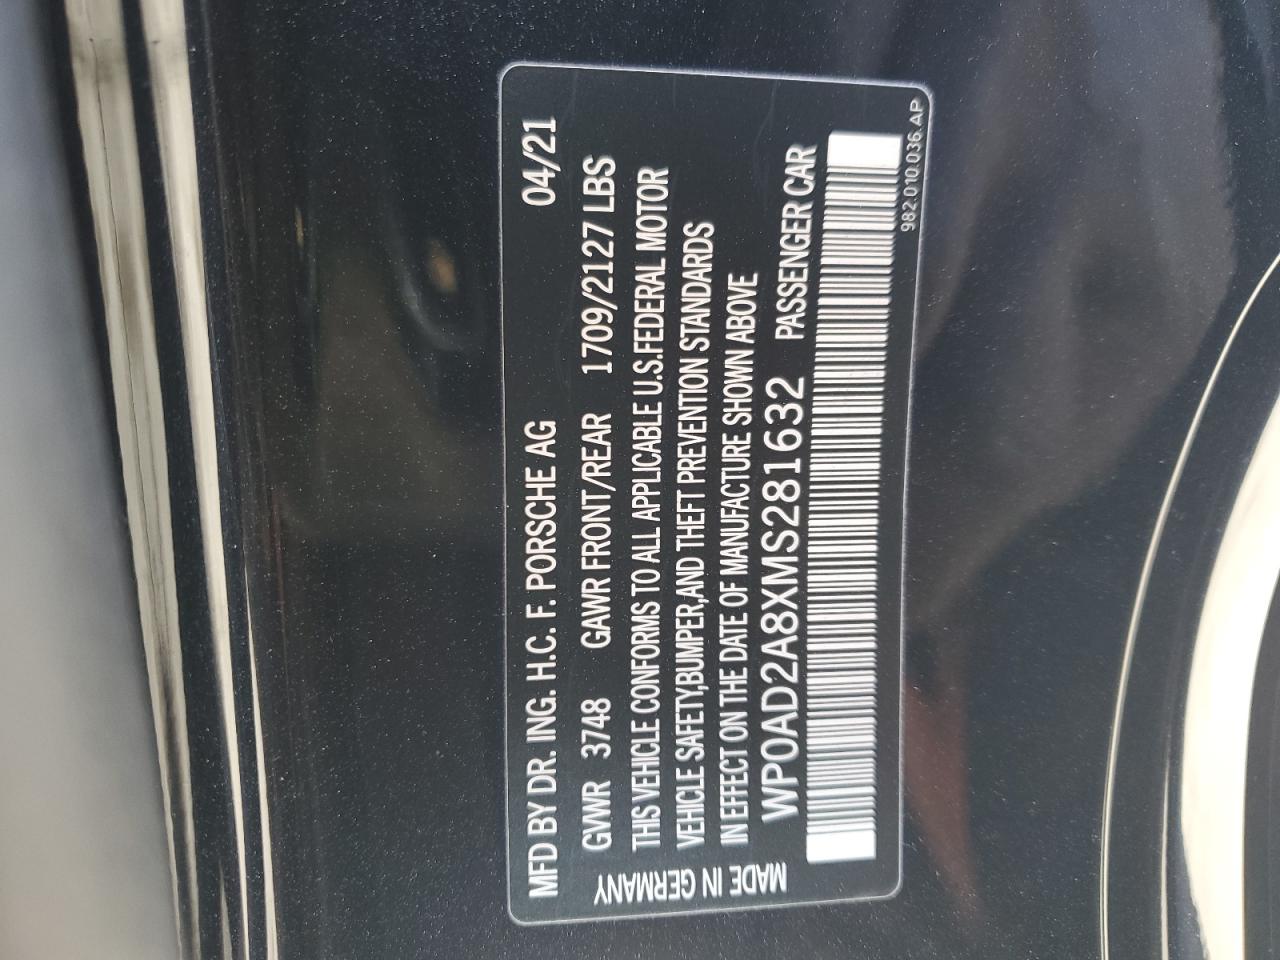 MFD BY DR. ING. H.C. F. PORSCHE AG 04/21
GVWR 3748 GAWR FRONT/REAR 1709/2127 LBS
THIS VEHICLE CONFORMS TO ALL APPLICABLE U.S.FEDERAL MOTOR
VEHICLE SAFETY,BUMPER,AND THEFT PREVENTION STANDARDS
IN EFFECT ON THE DATE OF MANUFACTURE SHOWN ABOVE
WP0AD2A8XMS281632 PASSENGER CAR
MADE IN GERMANY
982.010.036.AP